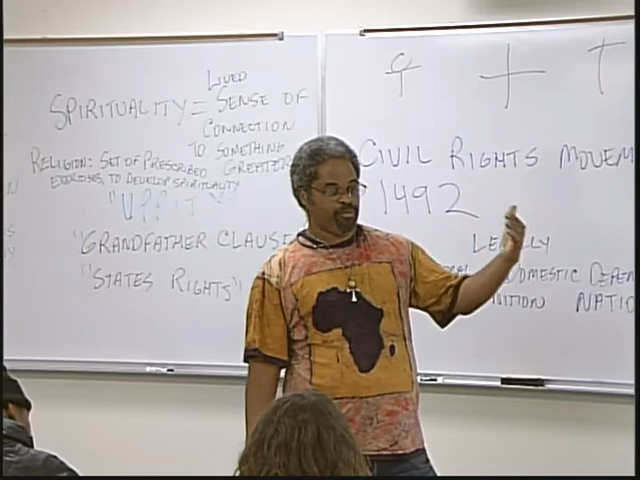 LIVED
SPIRITUALITY = SENSE OF
CONNECTION
TO SOMETHING
GREATER
RELIGION: SET OF PRESCRIBED
EXERCISES, TO DEVELOP SPIRITUALITY
"UPPITY"
"GRANDFATHER CLAUSE
"STATES RIGHTS"
CIVIL RIGHTS MOVEM
1492
DOMESTIC DEPEN
NATIO